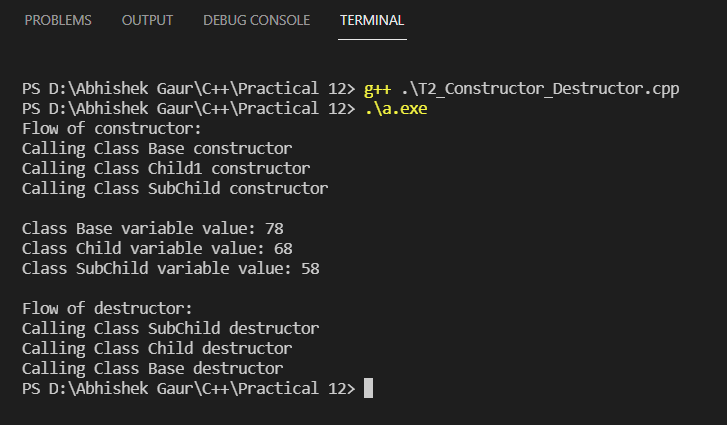 PROBLEMS OUTPUT DEBUG CONSOLE TERMINAL
PS D:\Abhishek Gaur\C++\Practical 12> g++ .\T2_Constructor_Destructor.cpp
PS D:\Abhishek Gaur\C++\Practical 12> .\a.exe
Flow of constructor:
Calling Class Base constructor
Calling Class Child1 constructor
Calling Class SubChild constructor
Class Base variable value: 78
Class Child variable value: 68
Class SubChild variable value: 58
Flow of destructor:
Calling Class SubChild destructor
Calling Class Child destructor
Calling Class Base destructor
PS D:\Abhishek Gaur\C++\Practical 12>